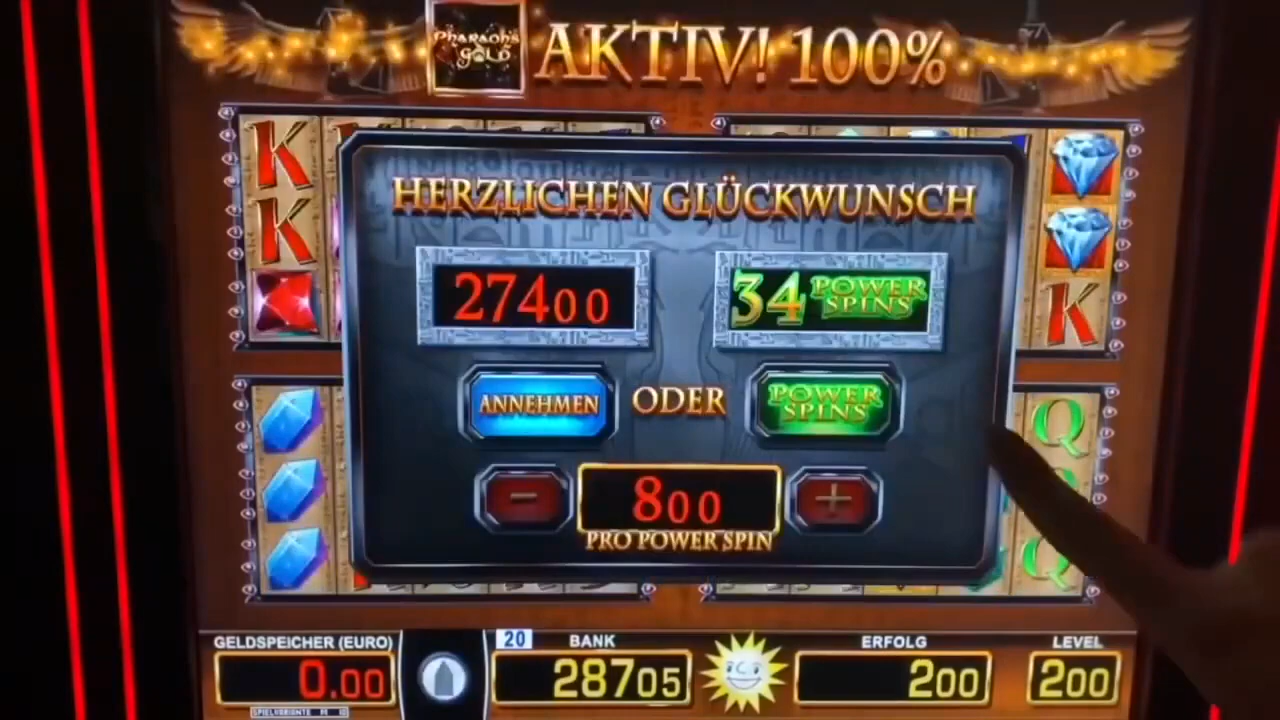 PHARAOH'S GOLD AKTIV! 100%
K
K
K
HERZLICHEN GLÜCKWUNSCH
27400
34 POWER SPINS
ANNEHMEN ODER POWER SPINS
- 800 +
PRO POWER SPIN
Q
Q
GELDSPEICHER (EURO) 20 BANK ERFOLG LEVEL
0.00 28705 200 200